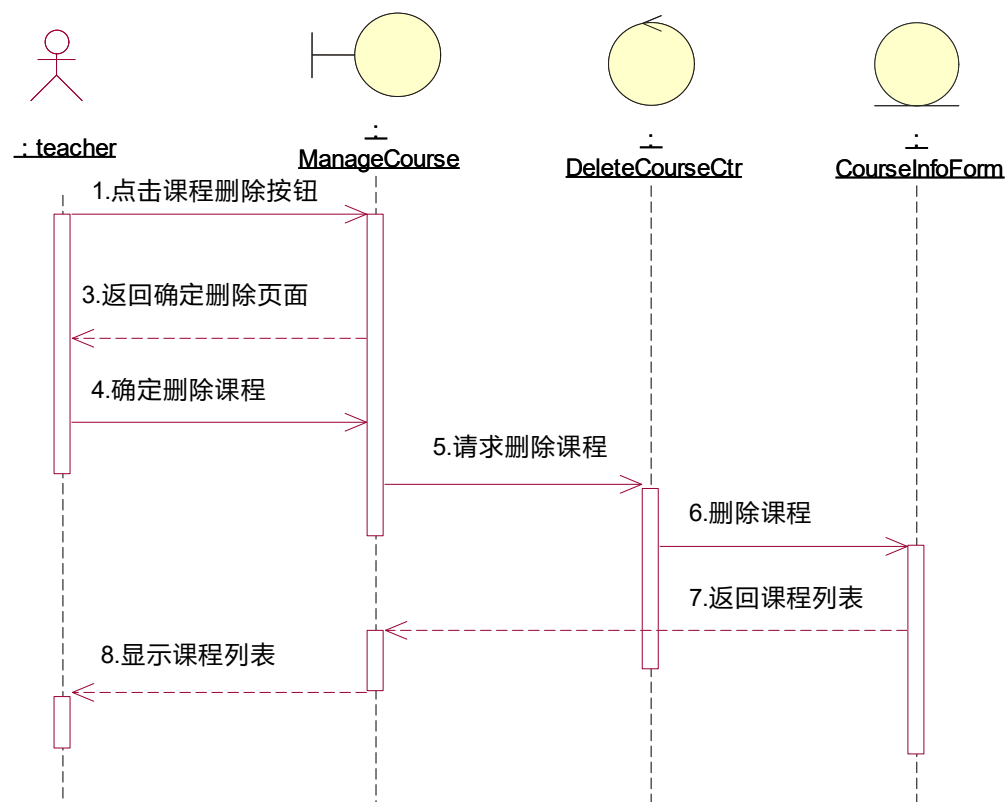 : teacher
:
ManageCourse
:
DeleteCourseCtr
:
CourseInfoForm
1.点击课程删除按钮
3.返回确定删除页面
4.确定删除课程
5.请求删除课程
6.删除课程
7.返回课程列表
8.显示课程列表